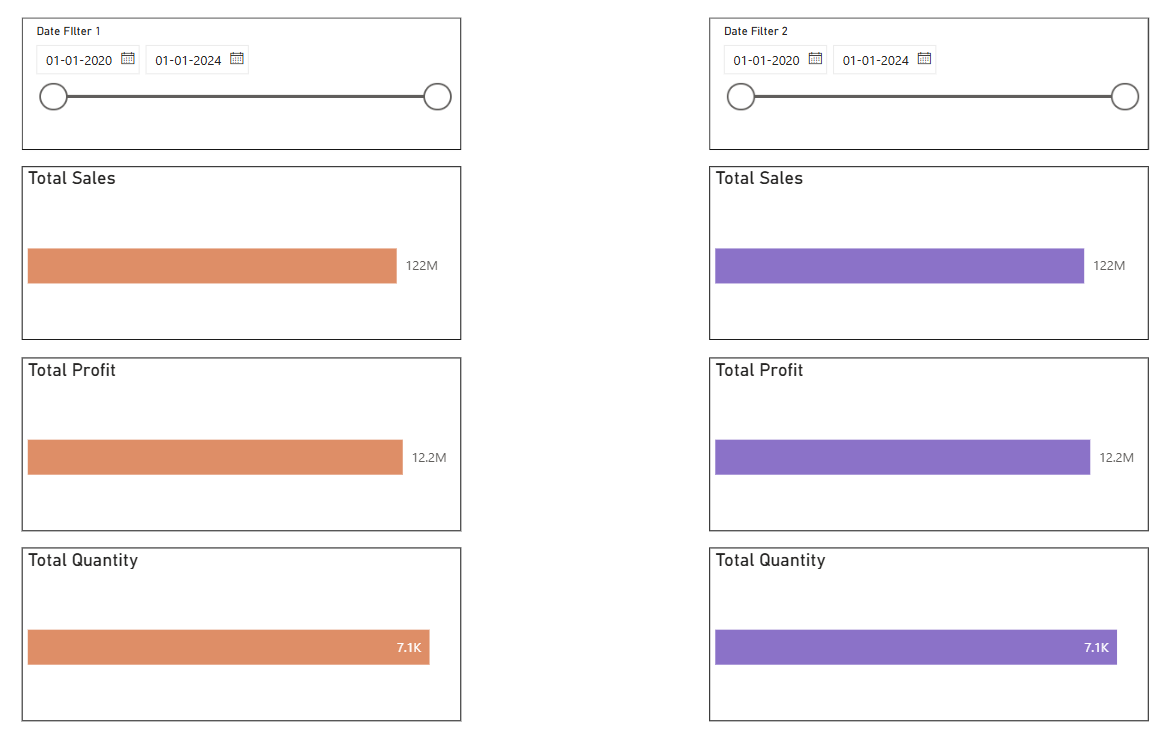 Date FIlter 1
01-01-2020 01-01-2024
Total Sales
122M
Total Profit
12.2M
Total Quantity
7.1K
Date Filter 2
01-01-2020 01-01-2024
Total Sales
122M
Total Profit
12.2M
Total Quantity
7.1K